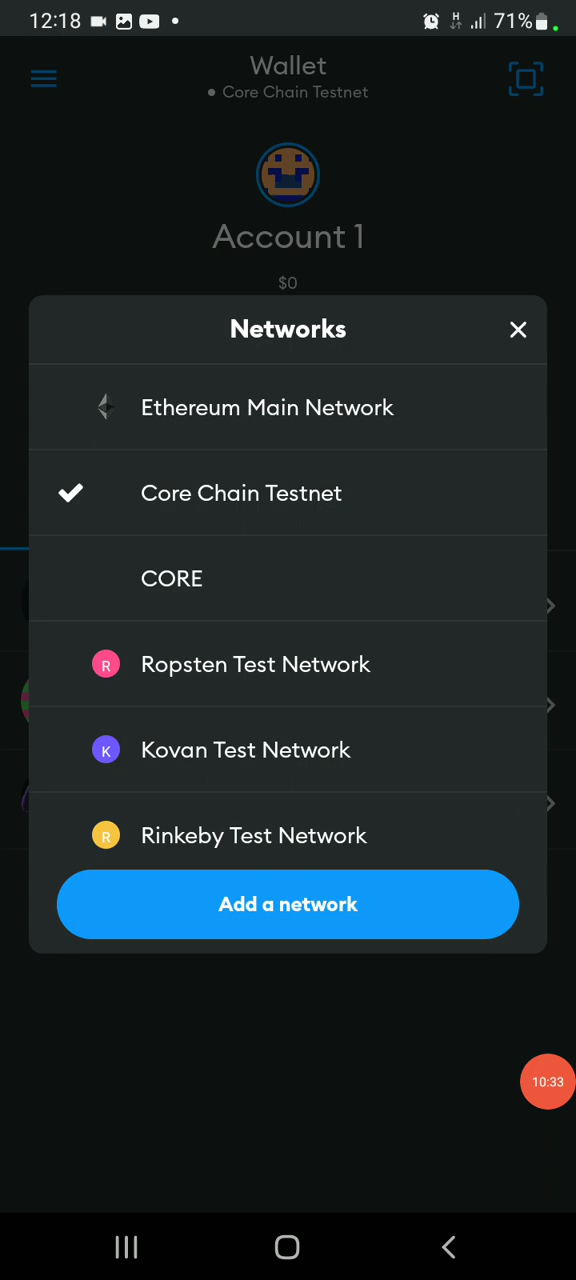 12:18
H
71%
Wallet
Core Chain Testnet
Account 1
$0
Networks
Ethereum Main Network
Core Chain Testnet
CORE
R Ropsten Test Network
K Kovan Test Network
R Rinkeby Test Network
Add a network
10:33